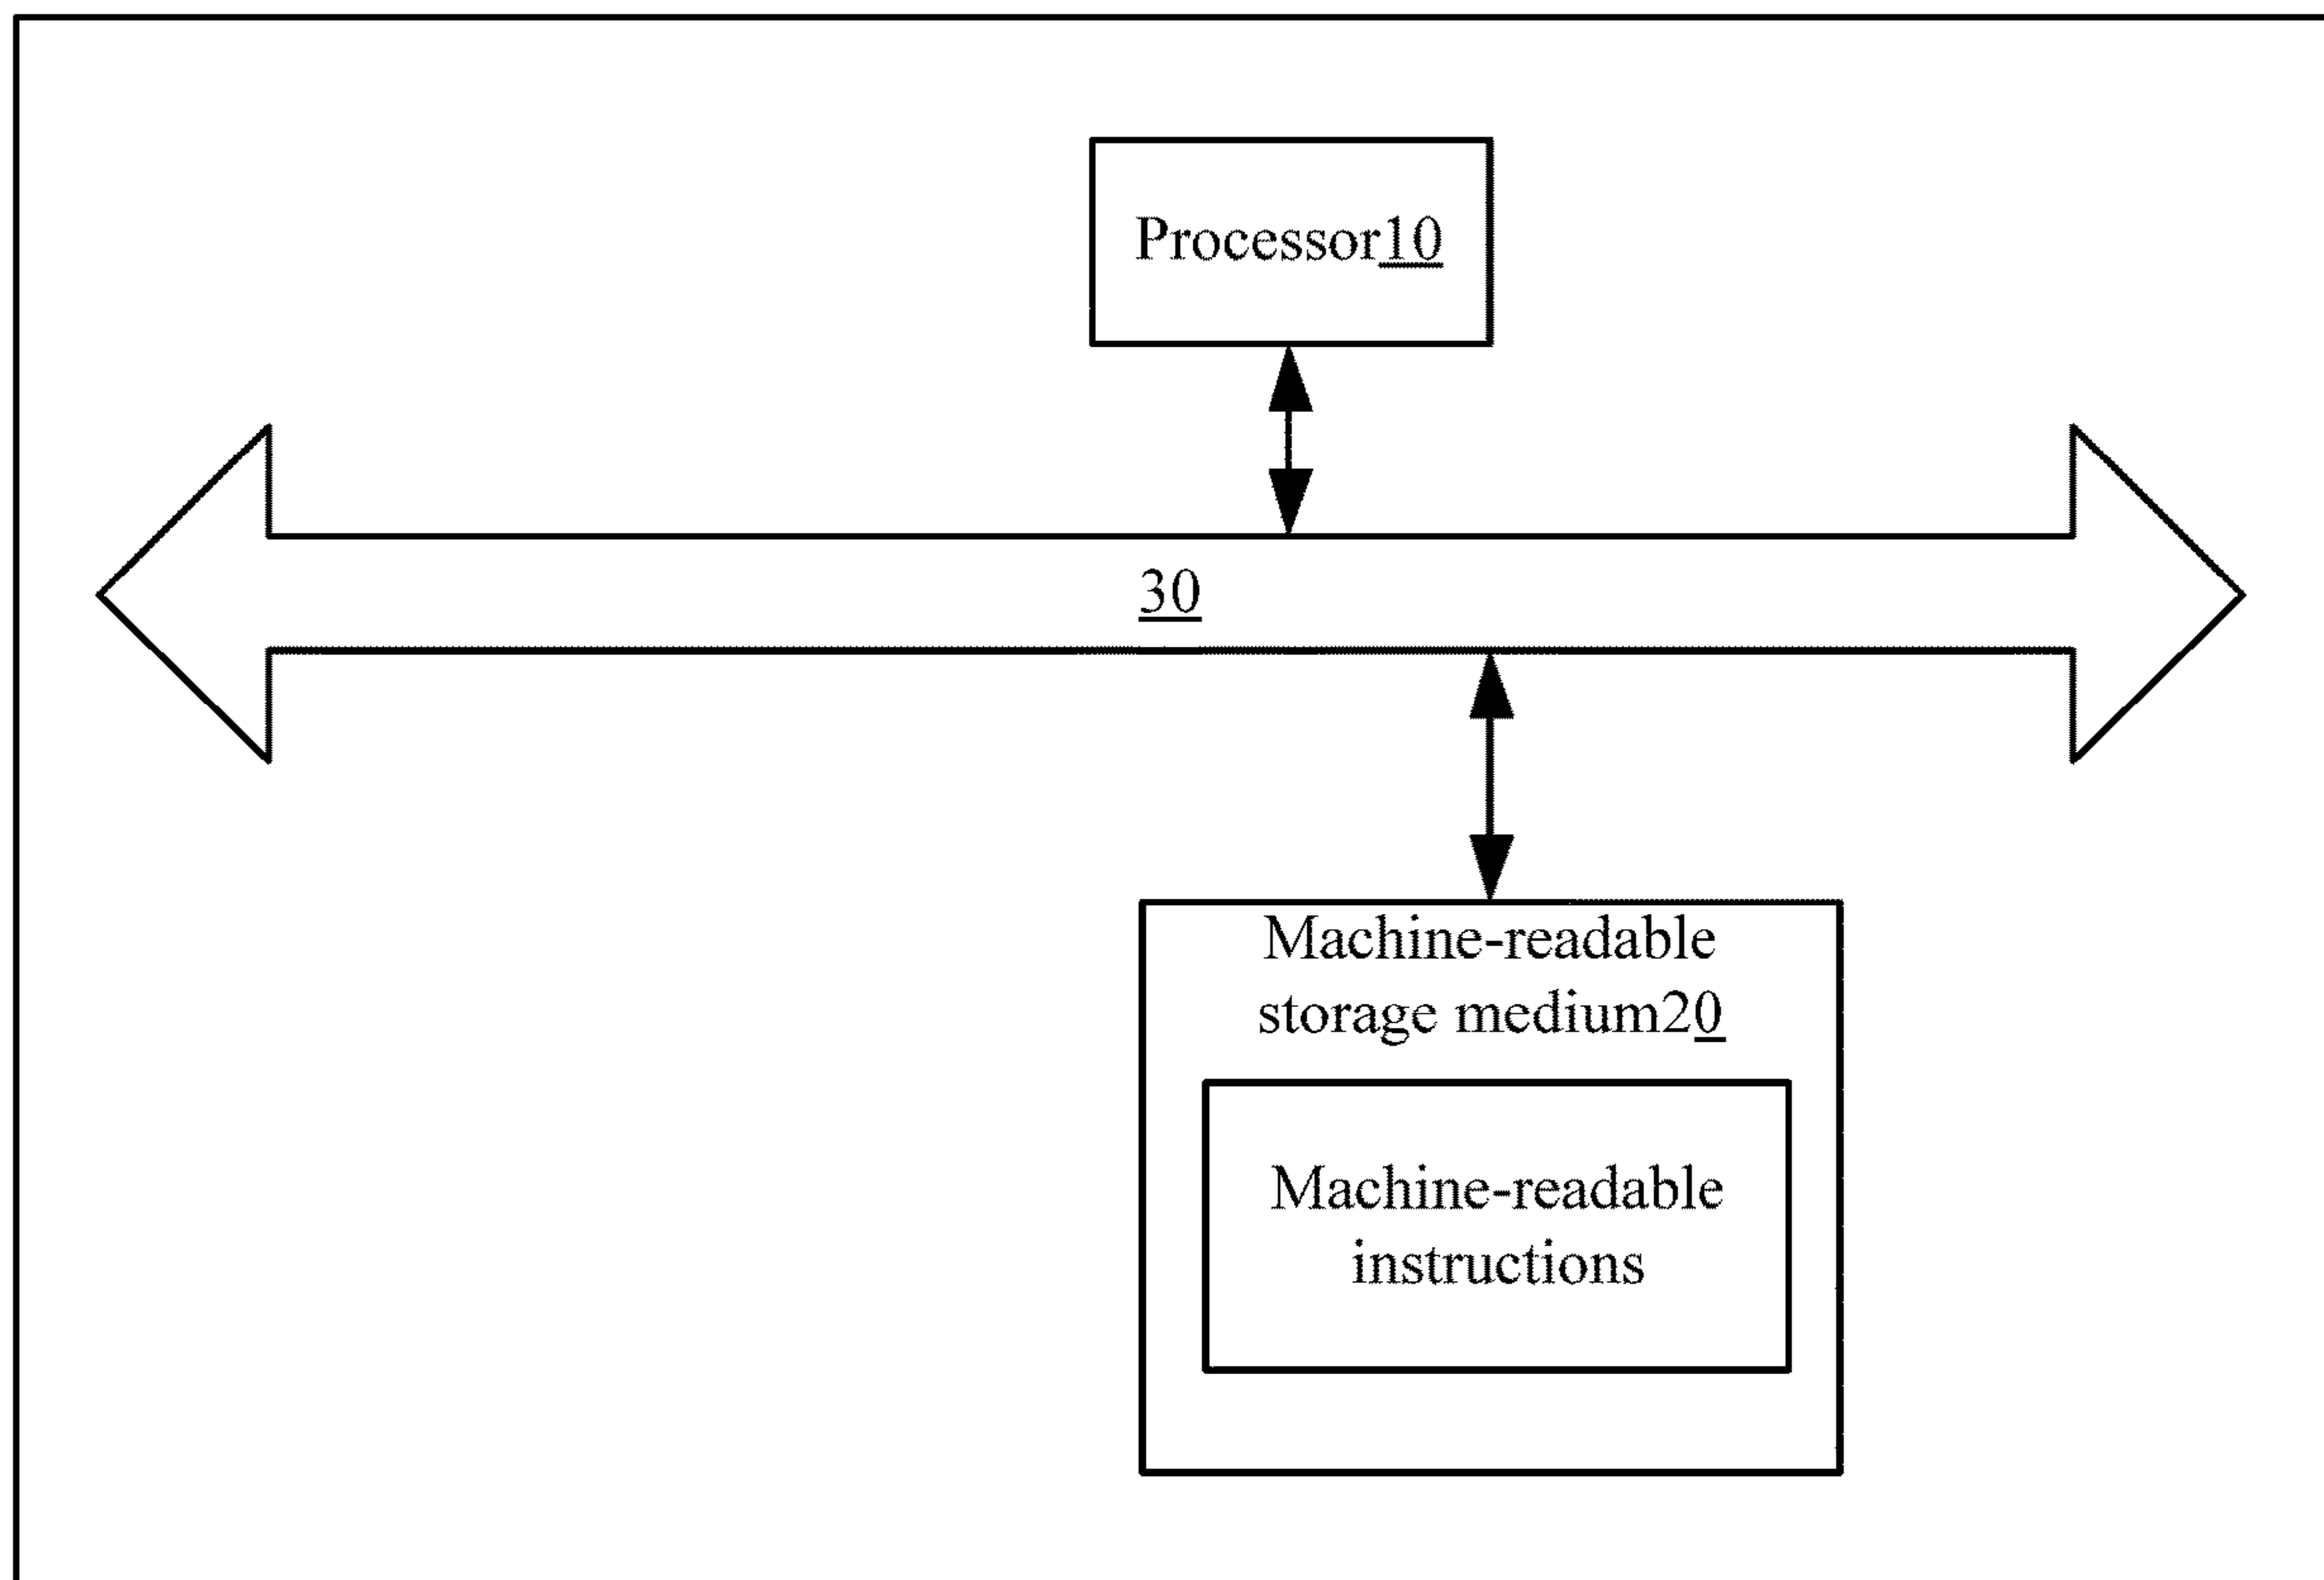 Processor10
30
Machine-readable
storage medium20
Machine-readable
instructions